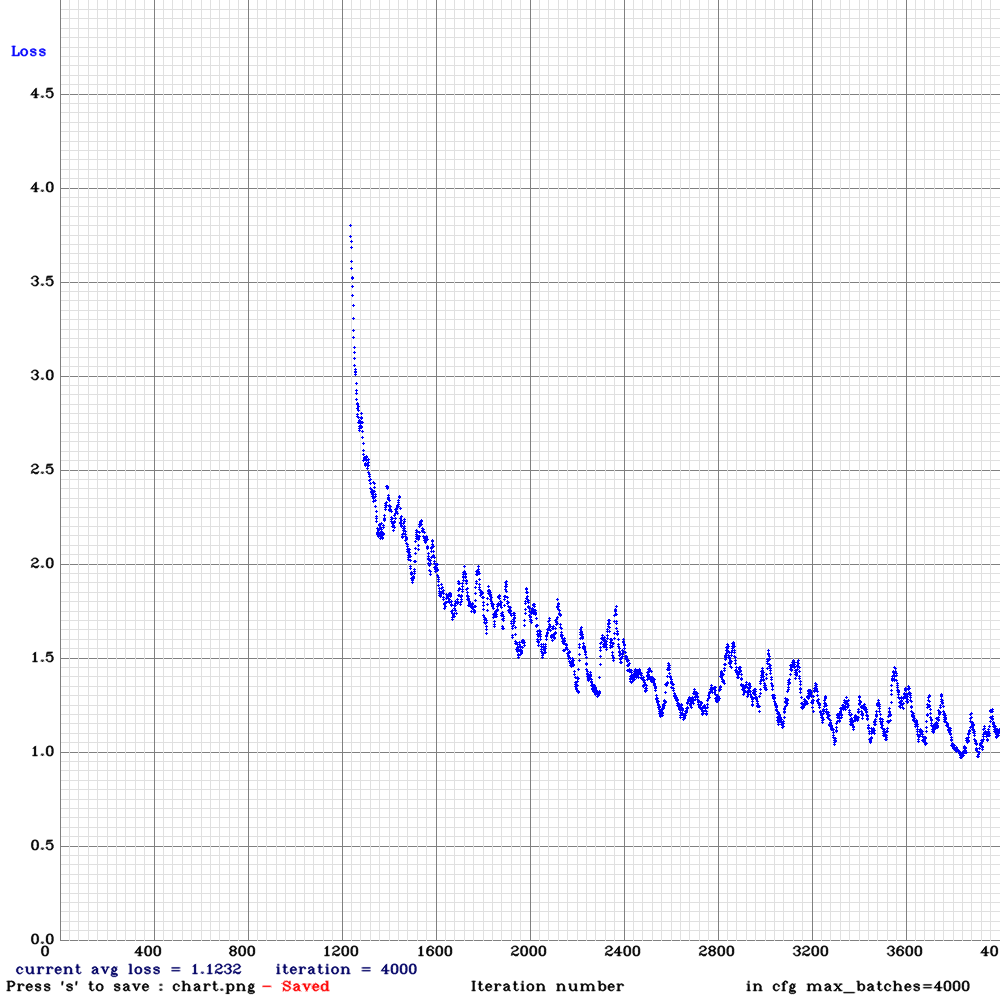 Loss
4.5
4.0
3.5
3.0
2.5
2.0
1.5
1.0
0.5
0.0
0 400 800 1200 1600 2000 2400 2800 3200 3600 40
current avg loss = 1.1232 iteration = 4000
Press 's' to save : chart.png - Saved Iteration number in cfg max_batches=4000